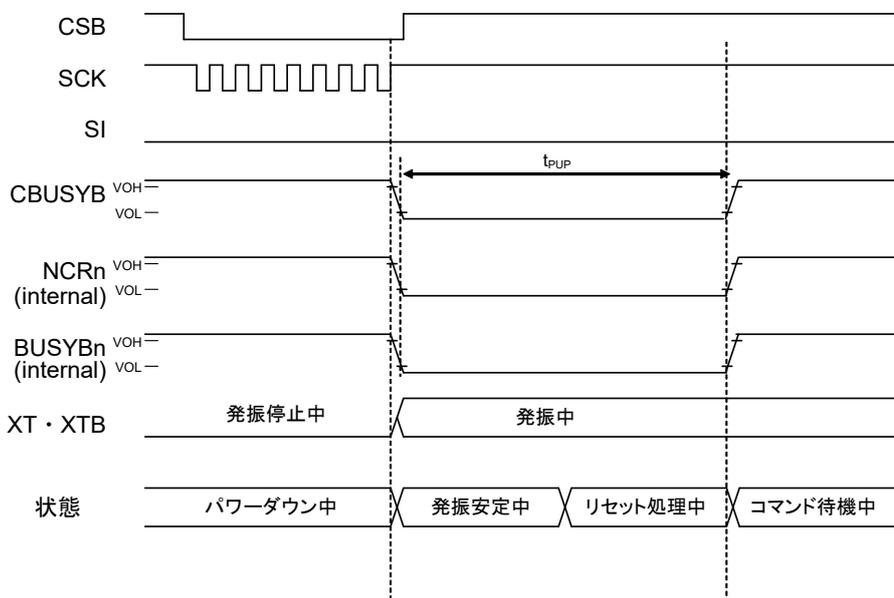 CSB
SCK
SI
tPUP
CBUSYB
VOH
VOL
NCRn
(internal)
VOH
VOL
BUSYBn
(internal)
VOH
VOL
XT・XTB
発振停止中
発振中
状態
パワーダウン中
発振安定中
リセット処理中
コマンド待機中